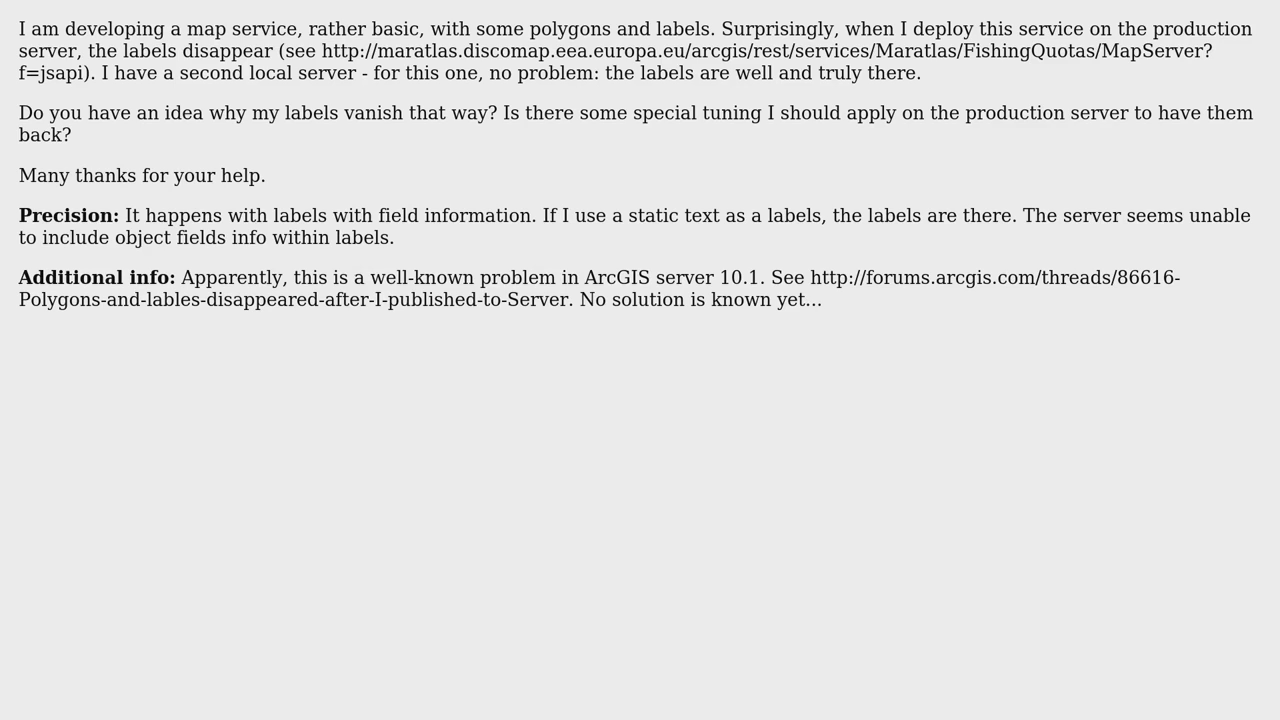 I am developing a map service, rather basic, with some polygons and labels. Surprisingly, when I deploy this service on the production
server, the labels disappear (see http://maratlas.discomap.eea.europa.eu/arcgis/rest/services/Maratlas/FishingQuotas/MapServer?
f=jsapi). I have a second local server - for this one, no problem: the labels are well and truly there.
Do you have an idea why my labels vanish that way? Is there some special tuning I should apply on the production server to have them
back?
Many thanks for your help.
Precision: It happens with labels with field information. If I use a static text as a labels, the labels are there. The server seems unable
to include object fields info within labels.
Additional info: Apparently, this is a well-known problem in ArcGIS server 10.1. See http://forums.arcgis.com/threads/86616-
Polygons-and-lables-disappeared-after-I-published-to-Server. No solution is known yet...